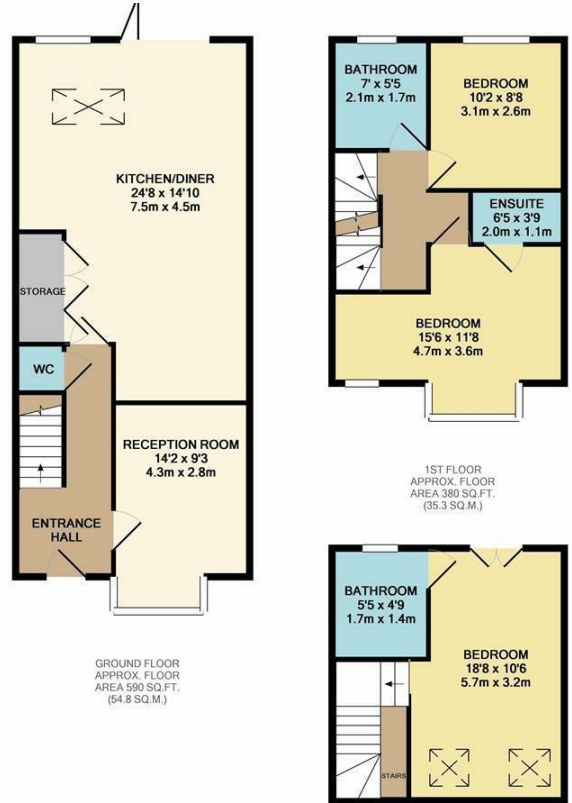 KITCHEN/DINER
24'8 x 14'10
7.5m x 4.5m
STORAGE
WC
RECEPTION ROOM
14'2 x 9'3
4.3m x 2.8m
ENTRANCE
HALL
GROUND FLOOR
APPROX. FLOOR
AREA 590 SQ.FT.
(54.8 SQ.M.)
BATHROOM
7' x 5'5
2.1m x 1.7m
BEDROOM
10'2 x 8'8
3.1m x 2.6m
ENSUITE
6'5 x 3'9
2.0m x 1.1m
BEDROOM
15'6 x 11'8
4.7m x 3.6m
1ST FLOOR
APPROX. FLOOR
AREA 380 SQ.FT.
(35.3 SQ.M.)
BATHROOM
5'5 x 4'9
1.7m x 1.4m
BEDROOM
18'8 x 10'6
5.7m x 3.2m
STAIRS